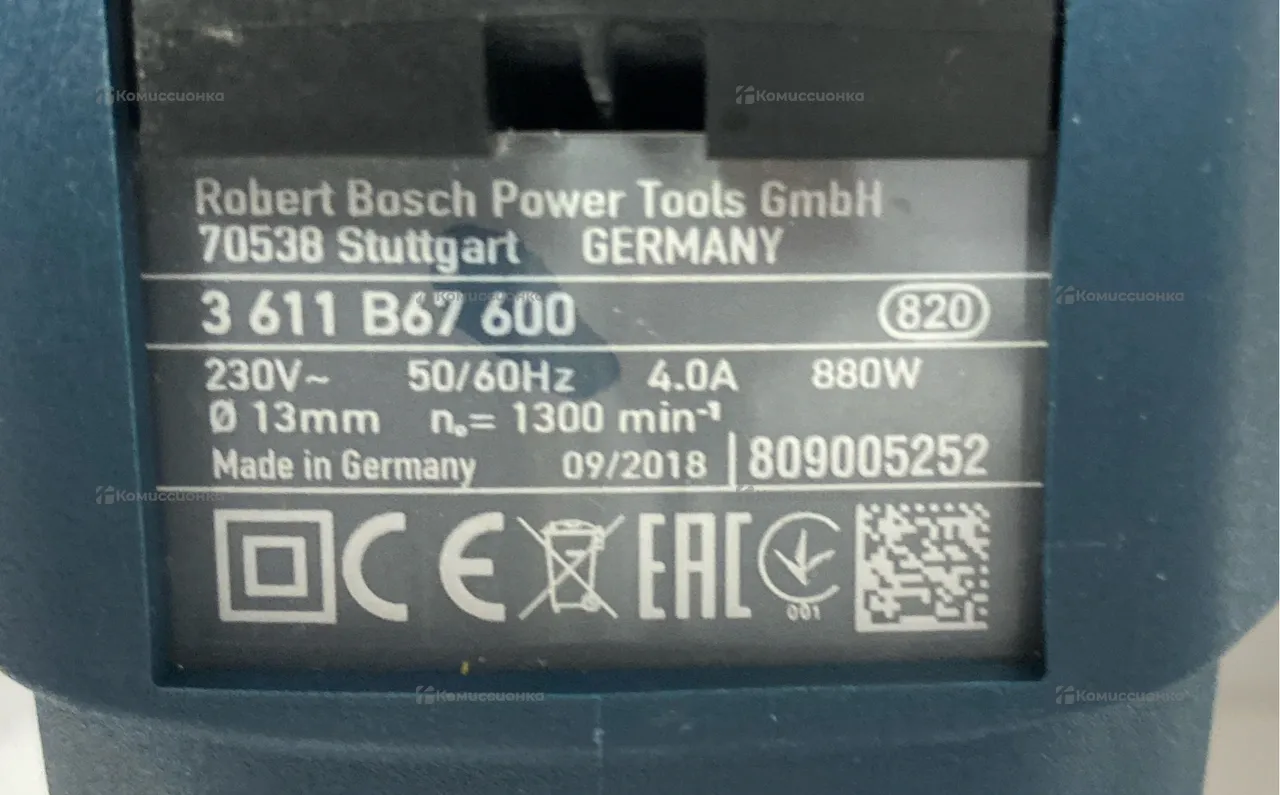 Комиссионка
Комиссионка
Robert Bosch Power Tools GmbH
70538 Stuttgart GERMANY
Комиссионка
Комиссионка
3 611 B67 600 820
230V~ 50/60Hz 4.0A 880W
Ø 13mm n₀= 1300 min⁻¹
Made in Germany 09/2018 809005252
Комиссионка
CE EAC
001
Комиссионка
Комиссионка